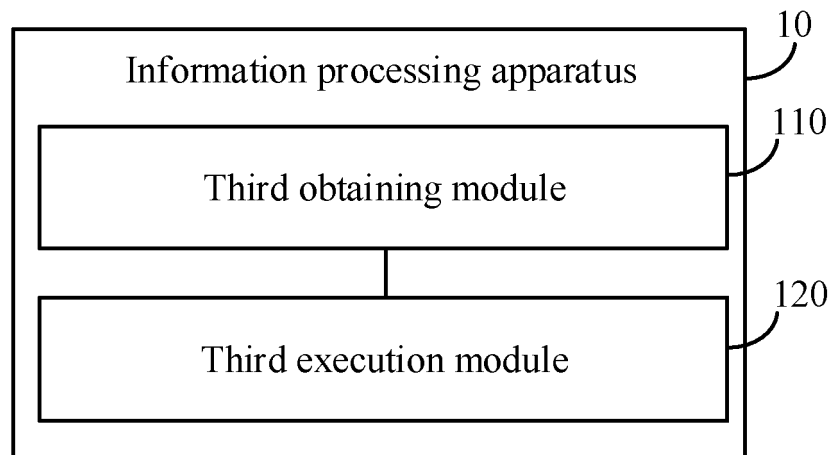 10
Information processing apparatus
110
Third obtaining module
120
Third execution module